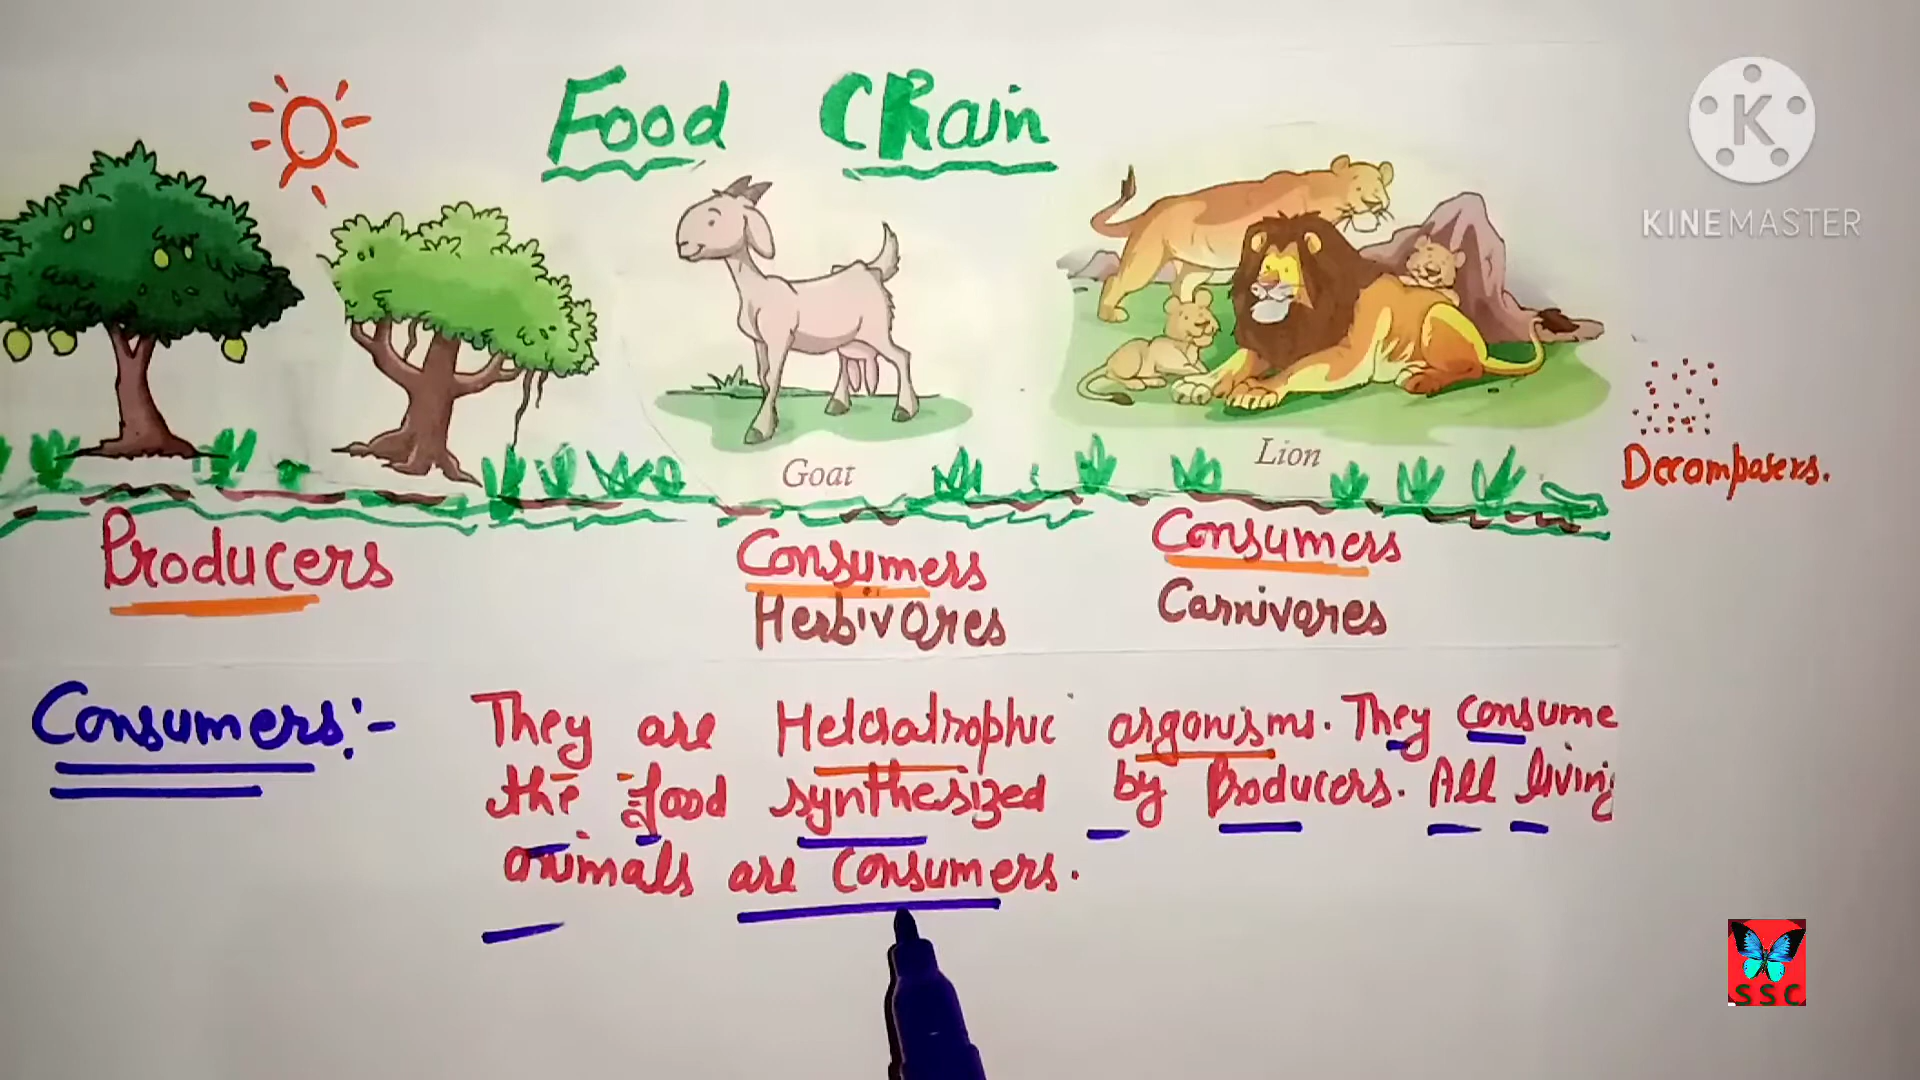 Food Chain
KINEMASTER
Goat
Lion
Decomposers.
Producers
Consumers
Herbivores
Consumers
Carnivores
Consumers:-
They are Heterotrophic organisms. They consume
the food synthesized by Producers. All living
animals are Consumers.
SSC